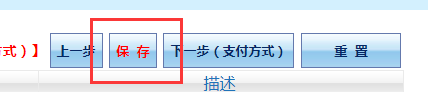 式）】 上一步 保 存 下一步（支付方式） 重 置
描述